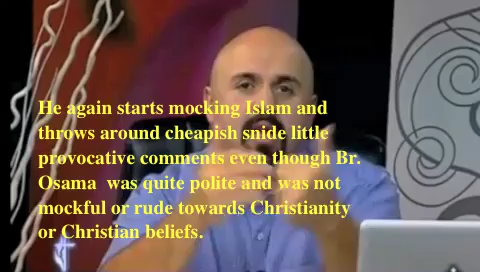 He again starts mocking Islam and
throws around cheapish snide little
provocative comments even though Br.
Osama  was quite polite and was not
mockful or rude towards Christianity
or Christian beliefs.